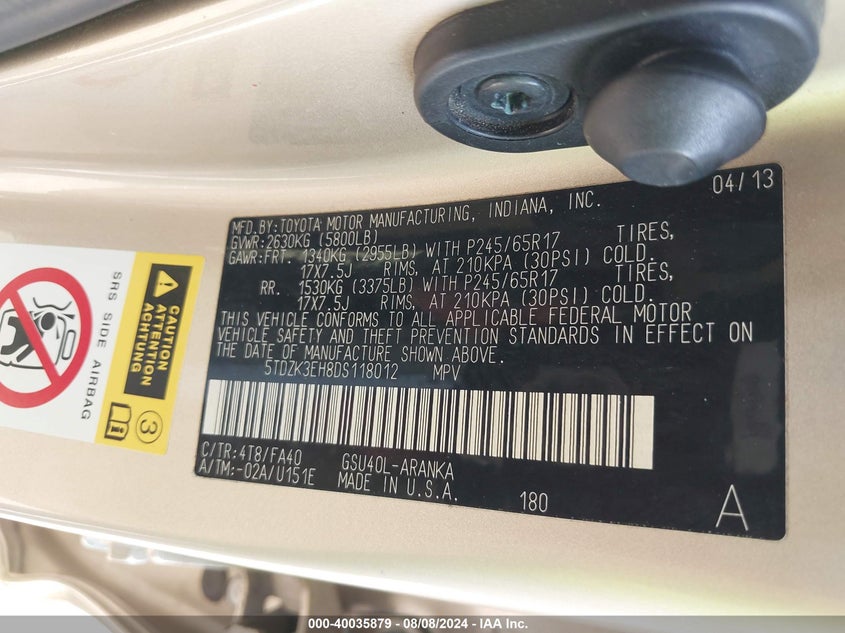 04/13
MFD.BY:TOYOTA MOTOR MANUFACTURING, INDIANA, INC.
GVWR:2630KG (5800LB)
GAWR:FRT. 1340KG (2955LB) WITH P245/65R17 TIRES,
17X7.5J RIMS, AT 210KPA (30PSI) COLD.
RR. 1530KG (3375LB) WITH P245/65R17 TIRES,
17X7.5J RIMS, AT 210KPA (30PSI) COLD.
THIS VEHICLE CONFORMS TO ALL APPLICABLE FEDERAL MOTOR
VEHICLE SAFETY AND THEFT PREVENTION STANDARDS IN EFFECT ON
THE DATE OF MANUFACTURE SHOWN ABOVE.
5TDZK3EH8DS118012 MPV
C/TR:4T8/FA40 GSU40L-ARANKA
A/TM:-02A/U151E MADE IN U.S.A.
180
A
SRS SIDE AIRBAG
CAUTION
ATTENTION
ACHTUNG
3
000-40035879 - 08/08/2024 - IAA Inc.